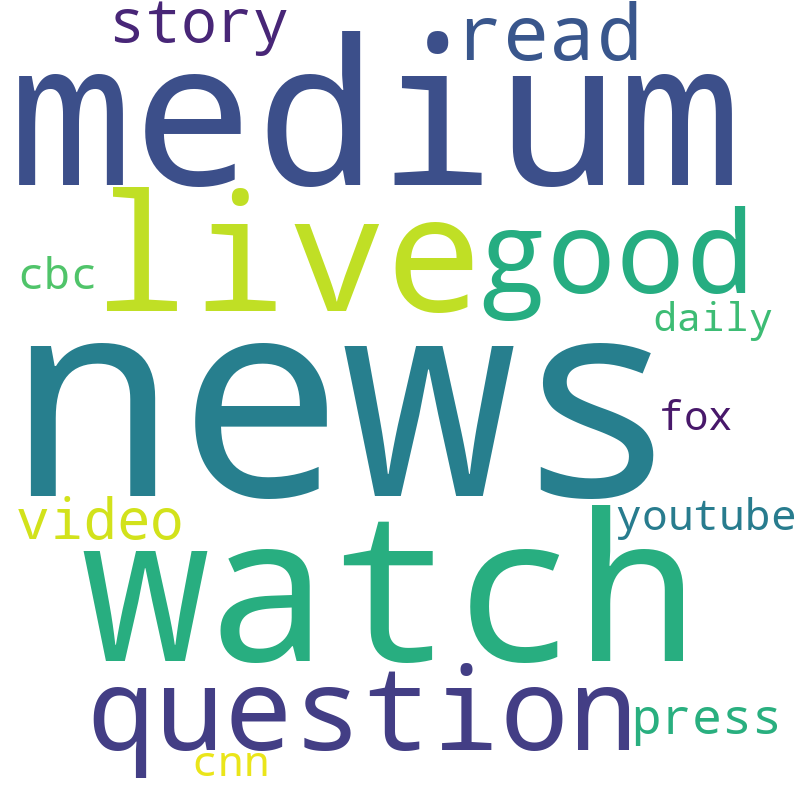 story read
medium
live good
cbc
daily
news
fox
video youtube
watch
question press
cnn